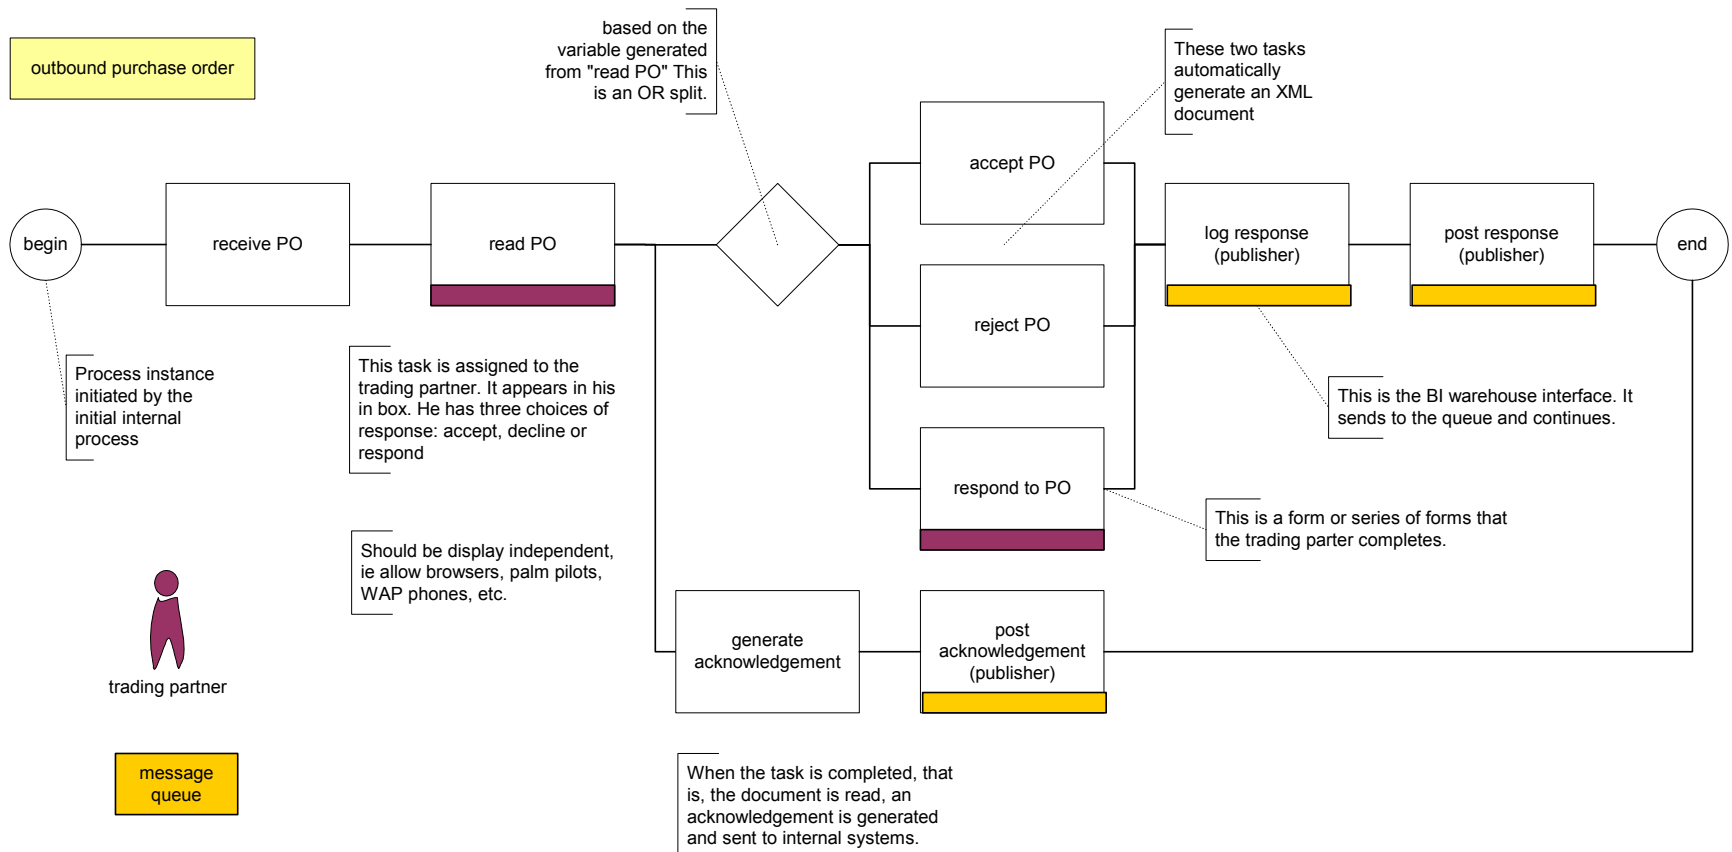 outbound purchase order
based on the
variable generated
from "read PO" This
is an OR split.
These two tasks
automatically
generate an XML
document
begin
receive PO
read PO
accept PO
reject PO
respond to PO
log response
(publisher)
post response
(publisher)
end
Process instance
initiated by the
initial internal
process
This task is assigned to the
trading partner. It appears in his
in box. He has three choices of
response: accept, decline or
respond
This is the BI warehouse interface. It
sends to the queue and continues.
This is a form or series of forms that
the trading parter completes.
Should be display independent,
ie allow browsers, palm pilots,
WAP phones, etc.
trading partner
generate
acknowledgement
post
acknowledgement
(publisher)
message
queue
When the task is completed, that
is, the document is read, an
acknowledgement is generated
and sent to internal systems.